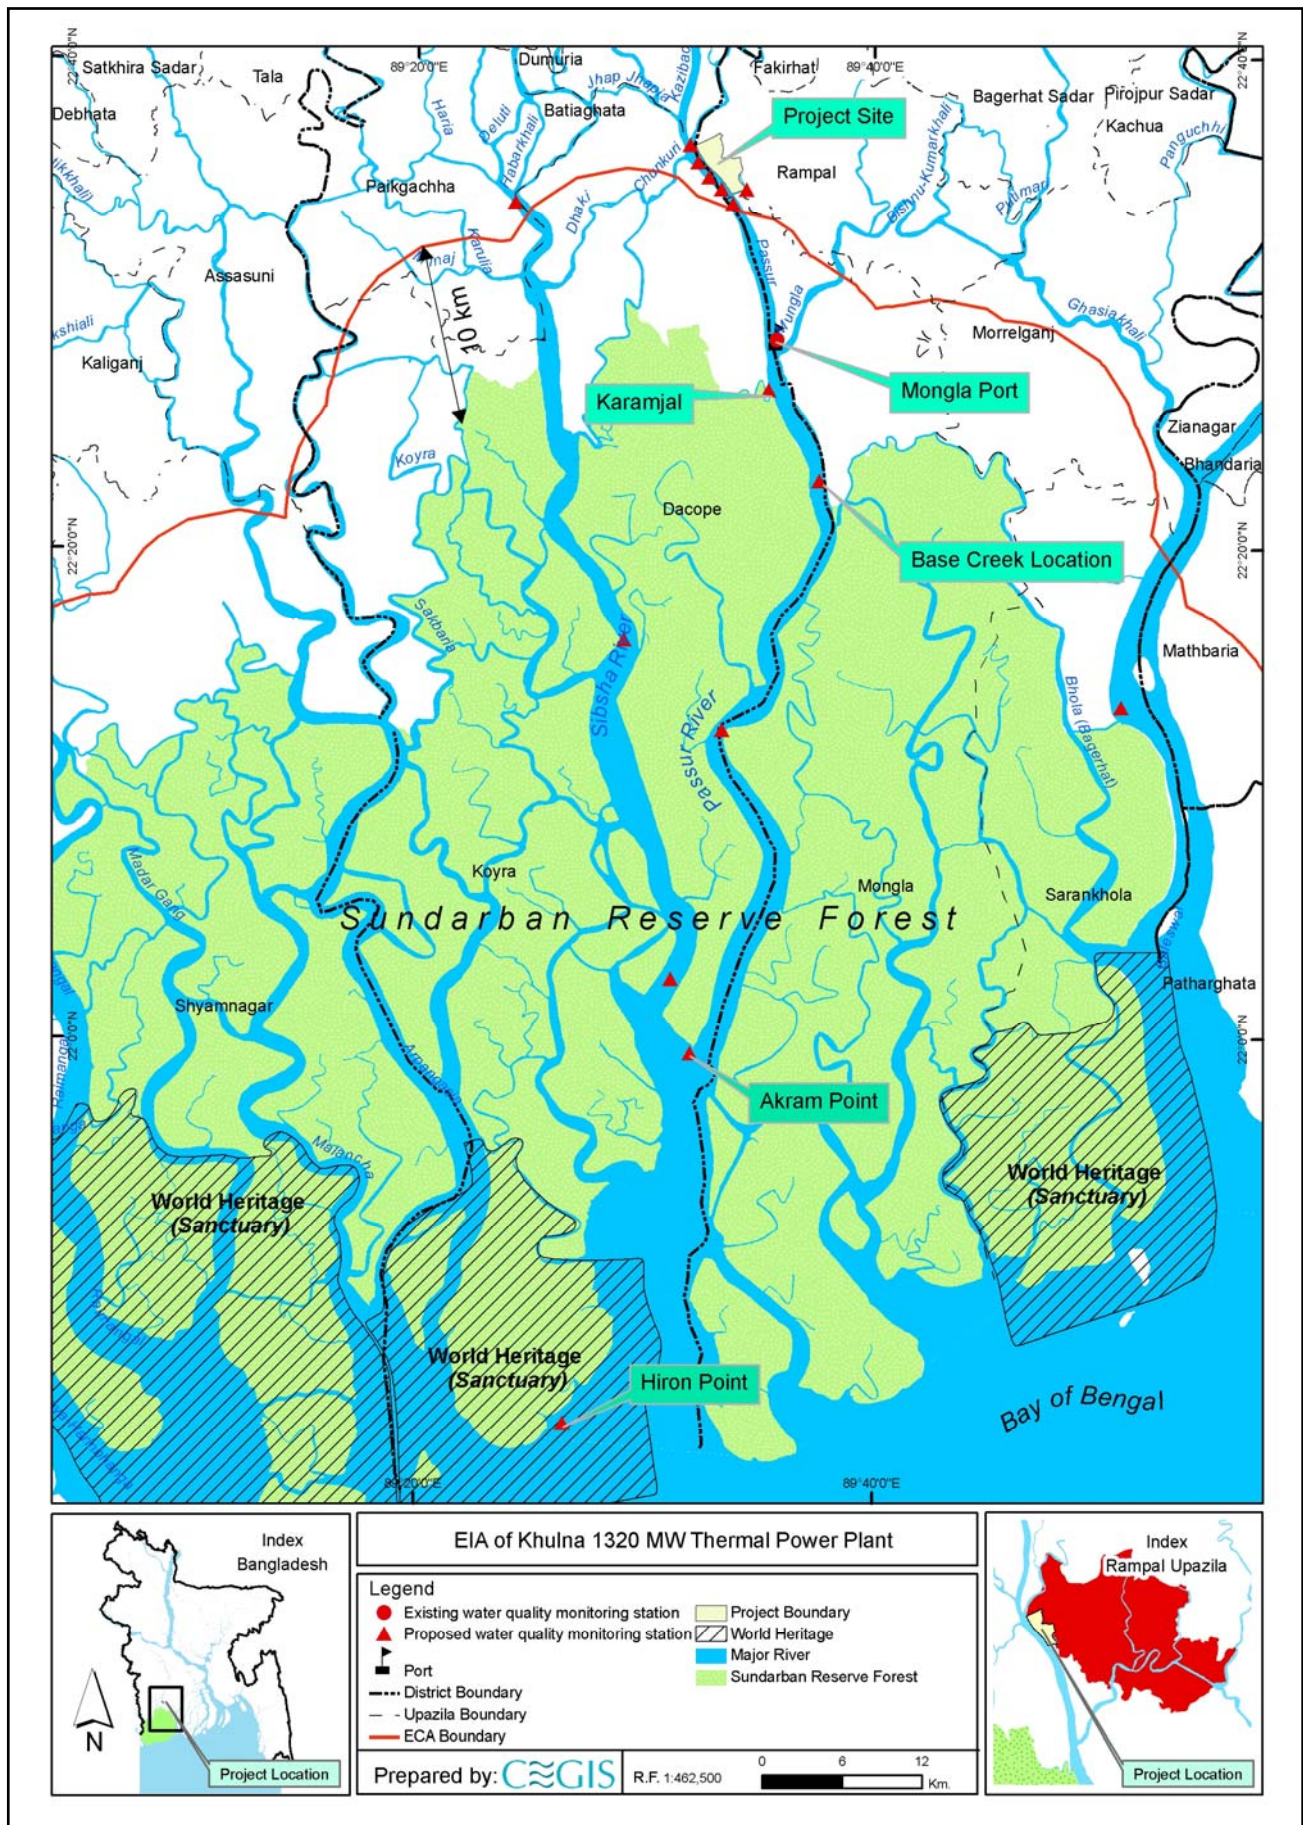 22°40'0"N
89°20'0"E
89°40'0"E
22°40'0"N
Satkhira Sadar
Tala
Dumuria
Fakirhat
Bagerhat Sadar
Pirojpur Sadar
Debhata
Haria
Deluti
Habarkhali
Batiaghata
Jhap Jhapia
Project Site
Kachua
Panguchhi
Paikgachha
Dhaki
Chunkuri
Rampal
Bishnu-Kumarkhali
Putimari
Assasuni
Karulia
Passur
Mungla
Ghasiakhali
kshiali
10 km
Kaliganj
Morrelganj
Karamjal
Mongla Port
Zianagar
Koyra
Bhandaria
Dacope
22°20'0"N
Base Creek Location
22°20'0"N
Sakbaria
Sibsha River
Mathbaria
Passur River
Bhola (Bagerhat)
Madar Gang
Koyra
Mongla
Sarankhola
Sundarban Reserve Forest
Shyamnagar
Patharghata
22°0'0"N
22°0'0"N
Raimangal
Akram Point
Malancha
World Heritage
(Sanctuary)
World Heritage
(Sanctuary)
World Heritage
(Sanctuary)
Hiron Point
Bay of Bengal
89°20'0"E
89°40'0"E
Index
Bangladesh
N
Project Location
EIA of Khulna 1320 MW Thermal Power Plant
Legend
Existing water quality monitoring station
Proposed water quality monitoring station
Port
District Boundary
Upazila Boundary
ECA Boundary
Project Boundary
World Heritage
Major River
Sundarban Reserve Forest
Prepared by: CEGIS
R.F. 1:462,500
0 6 12
Km.
Index
Rampal Upazila
Project Location